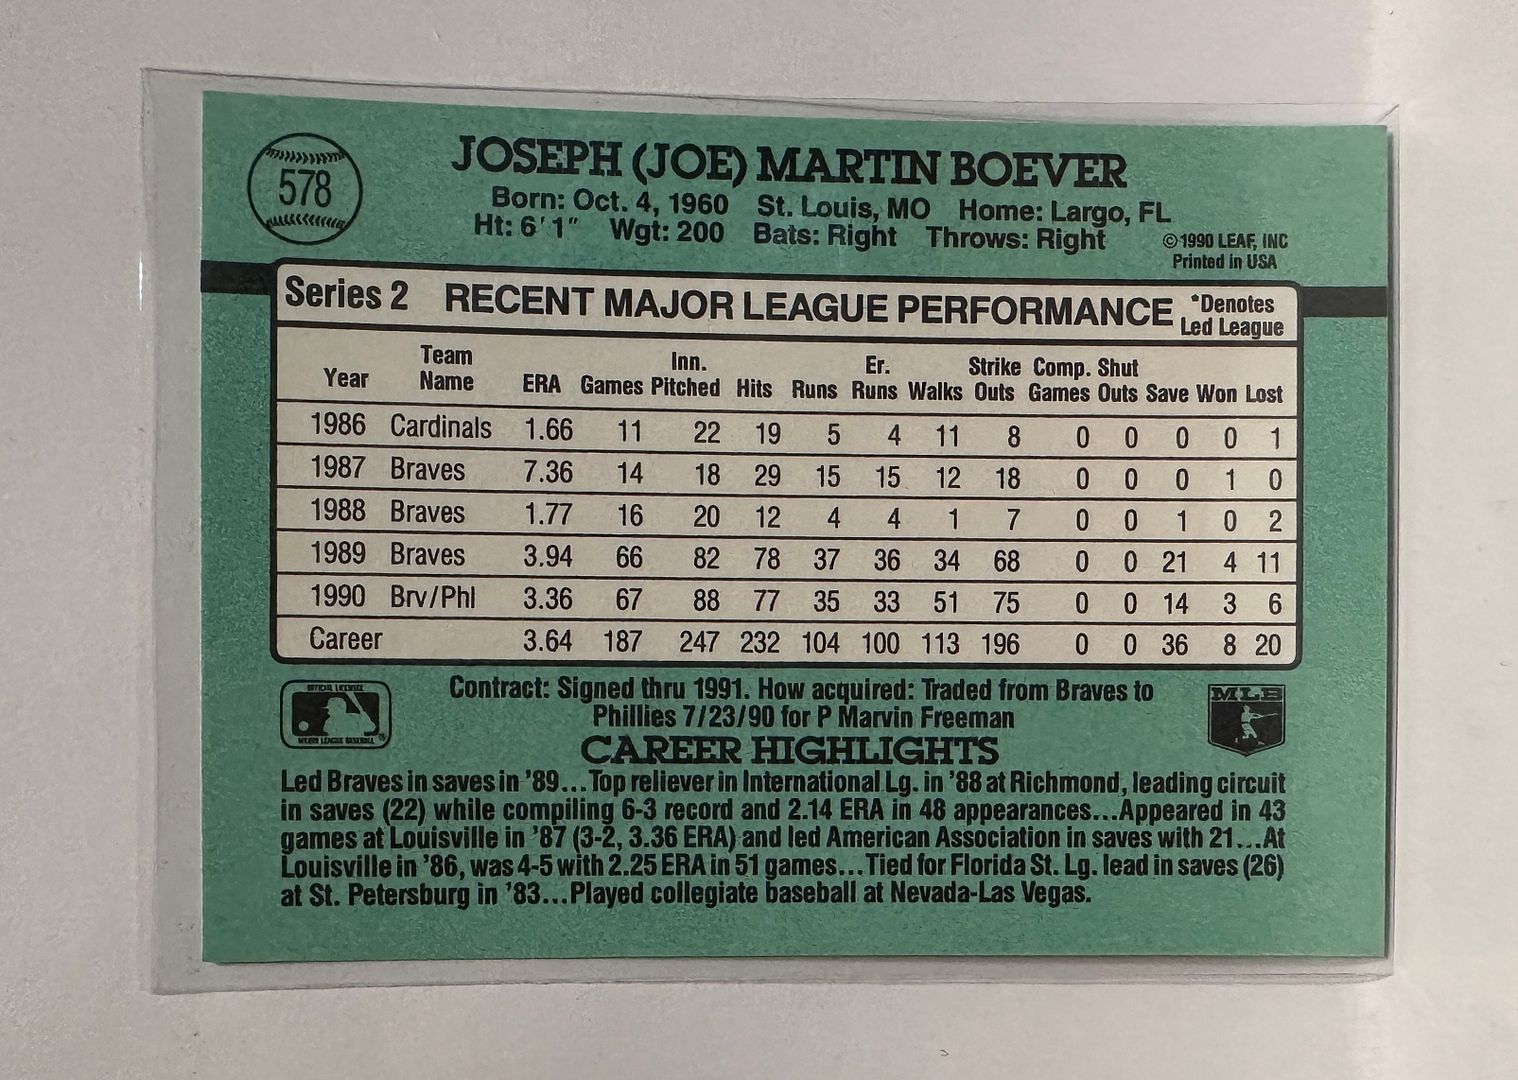 578
JOSEPH (JOE) MARTIN BOEVER
Born: Oct. 4, 1960 St. Louis, MO Home: Largo, FL
Ht: 6' 1" Wgt: 200 Bats: Right Throws: Right
©1990 LEAF, INC
Printed in USA
Series 2 RECENT MAJOR LEAGUE PERFORMANCE *Denotes Led League
Year Team Name ERA Games Inn. Pitched Hits Runs Er. Runs Walks Strike Outs Comp. Games Shut Outs Save Won Lost
1986 Cardinals 1.66 11 22 19 5 4 11 8 0 0 0 0 1
1987 Braves 7.36 14 18 29 15 15 12 18 0 0 0 1 0
1988 Braves 1.77 16 20 12 4 4 1 7 0 0 1 0 2
1989 Braves 3.94 66 82 78 37 36 34 68 0 0 21 4 11
1990 Brv/Phl 3.36 67 88 77 35 33 51 75 0 0 14 3 6
Career 3.64 187 247 232 104 100 113 196 0 0 36 8 20
OFFICIAL LICENSEE
MAJOR LEAGUE BASEBALL
®
Contract: Signed thru 1991. How acquired: Traded from Braves to
Phillies 7/23/90 for P Marvin Freeman
MLB
CAREER HIGHLIGHTS
Led Braves in saves in '89...Top reliever in International Lg. in '88 at Richmond, leading circuit
in saves (22) while compiling 6-3 record and 2.14 ERA in 48 appearances...Appeared in 43
games at Louisville in '87 (3-2, 3.36 ERA) and led American Association in saves with 21...At
Louisville in '86, was 4-5 with 2.25 ERA in 51 games...Tied for Florida St. Lg. lead in saves (26)
at St. Petersburg in '83...Played collegiate baseball at Nevada-Las Vegas.